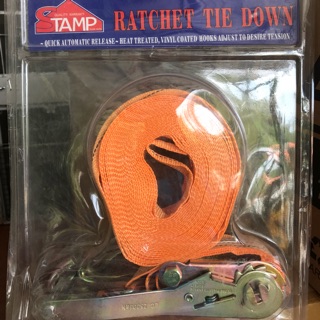 STAMP
RATCHET TIE DOWN
- QUICK AUTOMATIC RELEASE - HEAT TREATED, VINYL COATED HOOKS ADJUST TO DESIRE TENSION